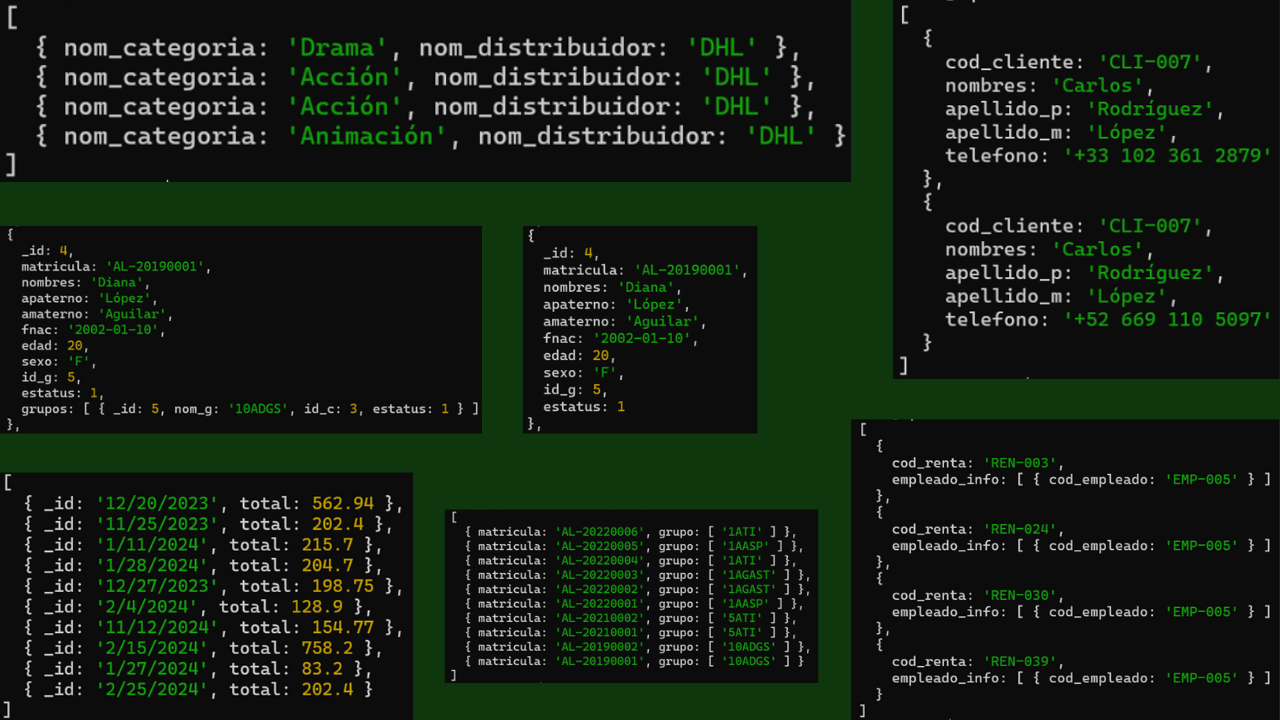 [
  { nom_categoria: 'Drama', nom_distribuidor: 'DHL' },
  { nom_categoria: 'Acción', nom_distribuidor: 'DHL' },
  { nom_categoria: 'Acción', nom_distribuidor: 'DHL' },
  { nom_categoria: 'Animación', nom_distribuidor: 'DHL' }
]
[
  {
    cod_cliente: 'CLI-007',
    nombres: 'Carlos',
    apellido_p: 'Rodríguez',
    apellido_m: 'López',
    telefono: '+33 102 361 2879'
  },
  {
    cod_cliente: 'CLI-007',
    nombres: 'Carlos',
    apellido_p: 'Rodríguez',
    apellido_m: 'López',
    telefono: '+52 669 110 5097'
  }
]
{
  _id: 4,
  matricula: 'AL-20190001',
  nombres: 'Diana',
  apaterno: 'López',
  amaterno: 'Aguilar',
  fnac: '2002-01-10',
  edad: 20,
  sexo: 'F',
  id_g: 5,
  estatus: 1,
  grupos: [ { _id: 5, nom_g: '10ADGS', id_c: 3, estatus: 1 } ]
},
{
  _id: 4,
  matricula: 'AL-20190001',
  nombres: 'Diana',
  apaterno: 'López',
  amaterno: 'Aguilar',
  fnac: '2002-01-10',
  edad: 20,
  sexo: 'F',
  id_g: 5,
  estatus: 1
},
[
  { _id: '12/20/2023', total: 562.94 },
  { _id: '11/25/2023', total: 202.4 },
  { _id: '1/11/2024', total: 215.7 },
  { _id: '1/28/2024', total: 204.7 },
  { _id: '12/27/2023', total: 198.75 },
  { _id: '2/4/2024', total: 128.9 },
  { _id: '11/12/2024', total: 154.77 },
  { _id: '2/15/2024', total: 758.2 },
  { _id: '1/27/2024', total: 83.2 },
  { _id: '2/25/2024', total: 202.4 }
]
[
  { matricula: 'AL-20220006', grupo: [ '1ATI' ] },
  { matricula: 'AL-20220005', grupo: [ '1AASP' ] },
  { matricula: 'AL-20220004', grupo: [ '1ATI' ] },
  { matricula: 'AL-20220003', grupo: [ '1AGAST' ] },
  { matricula: 'AL-20220002', grupo: [ '1AGAST' ] },
  { matricula: 'AL-20220001', grupo: [ '1AASP' ] },
  { matricula: 'AL-20210002', grupo: [ '5ATI' ] },
  { matricula: 'AL-20210001', grupo: [ '5ATI' ] },
  { matricula: 'AL-20190002', grupo: [ '10ADGS' ] },
  { matricula: 'AL-20190001', grupo: [ '10ADGS' ] }
]
[
  {
    cod_renta: 'REN-003',
    empleado_info: [ { cod_empleado: 'EMP-005' } ]
  },
  {
    cod_renta: 'REN-024',
    empleado_info: [ { cod_empleado: 'EMP-005' } ]
  },
  {
    cod_renta: 'REN-030',
    empleado_info: [ { cod_empleado: 'EMP-005' } ]
  },
  {
    cod_renta: 'REN-039',
    empleado_info: [ { cod_empleado: 'EMP-005' } ]
  }
]